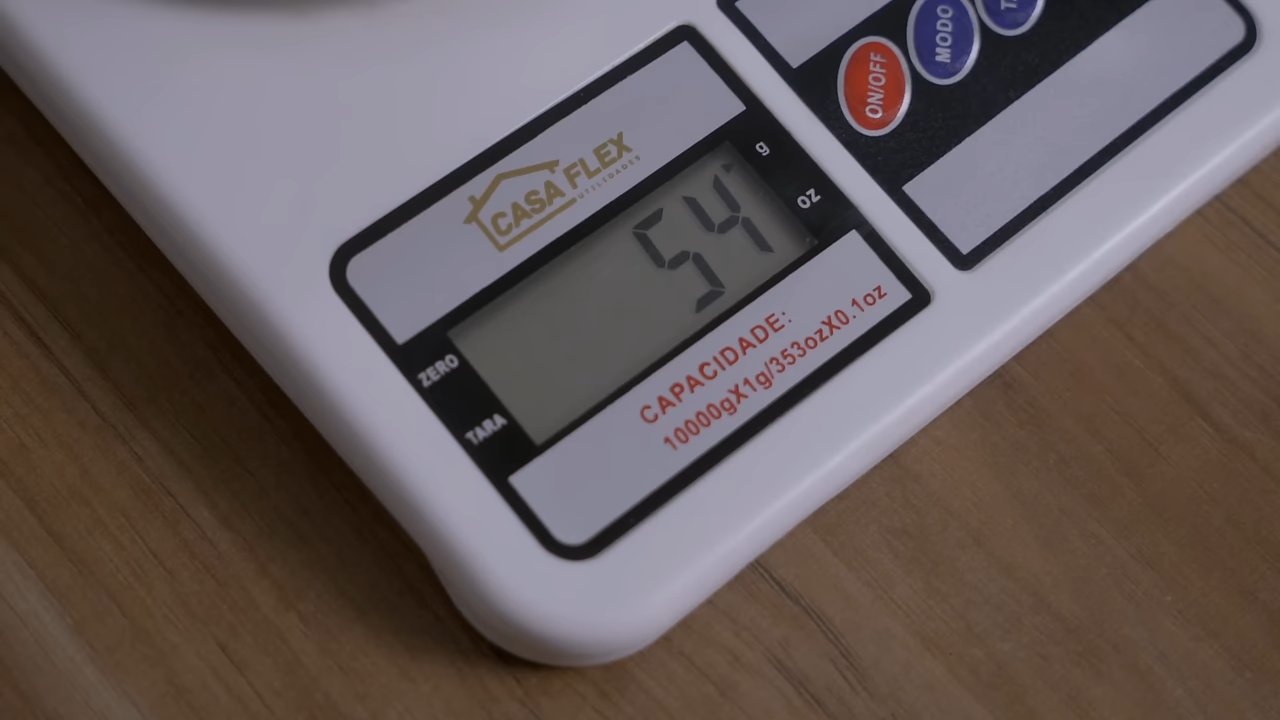 CASA FLEX
UTILIDADES
54
g
oz
ZERO
TARA
CAPACIDADE:
10000gX1g/353ozX0.1oz
ON/OFF
MODO